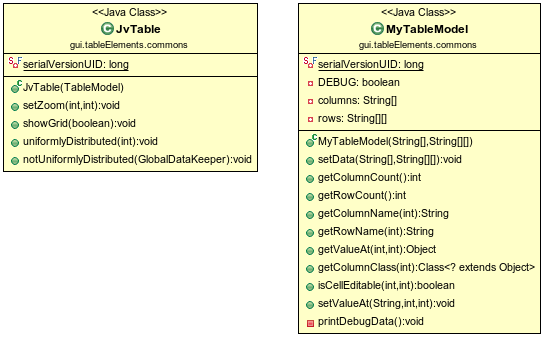 <<Java Class>>
JvTable
gui.tableElements.commons
serialVersionUID: long
JvTable(TableModel)
setZoom(int,int):void
showGrid(boolean):void
uniformlyDistributed(int):void
notUniformlyDistributed(GlobalDataKeeper):void
<<Java Class>>
MyTableModel
gui.tableElements.commons
serialVersionUID: long
DEBUG: boolean
columns: String[]
rows: String[][]
MyTableModel(String[],String[][])
setData(String[],String[][]):void
getColumnCount():int
getRowCount():int
getColumnName(int):String
getRowName(int):String
getValueAt(int,int):Object
getColumnClass(int):Class<? extends Object>
isCellEditable(int,int):boolean
setValueAt(String,int,int):void
printDebugData():void